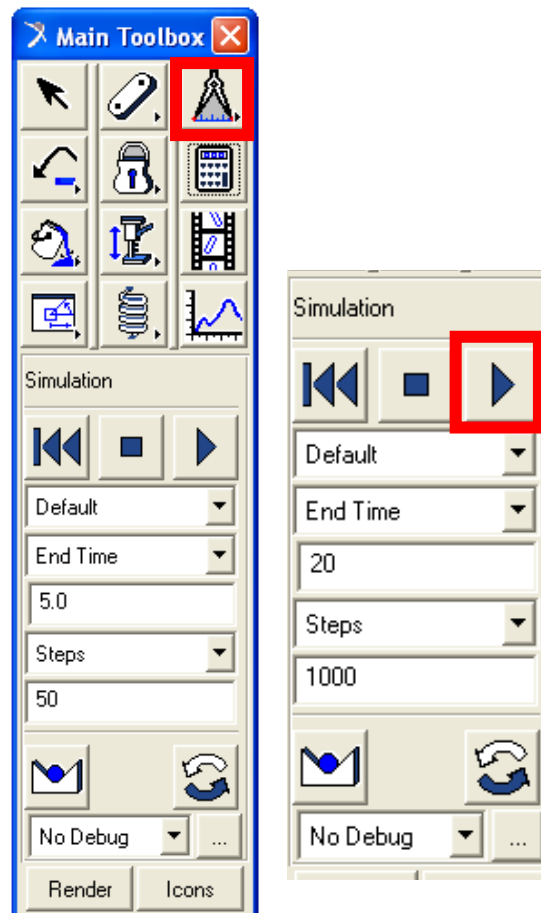 Main Toolbox
Simulation
Default
End Time
5.0
Steps
50
No Debug
...
Render
Icons
Simulation
Default
End Time
20
Steps
1000
No Debug
...